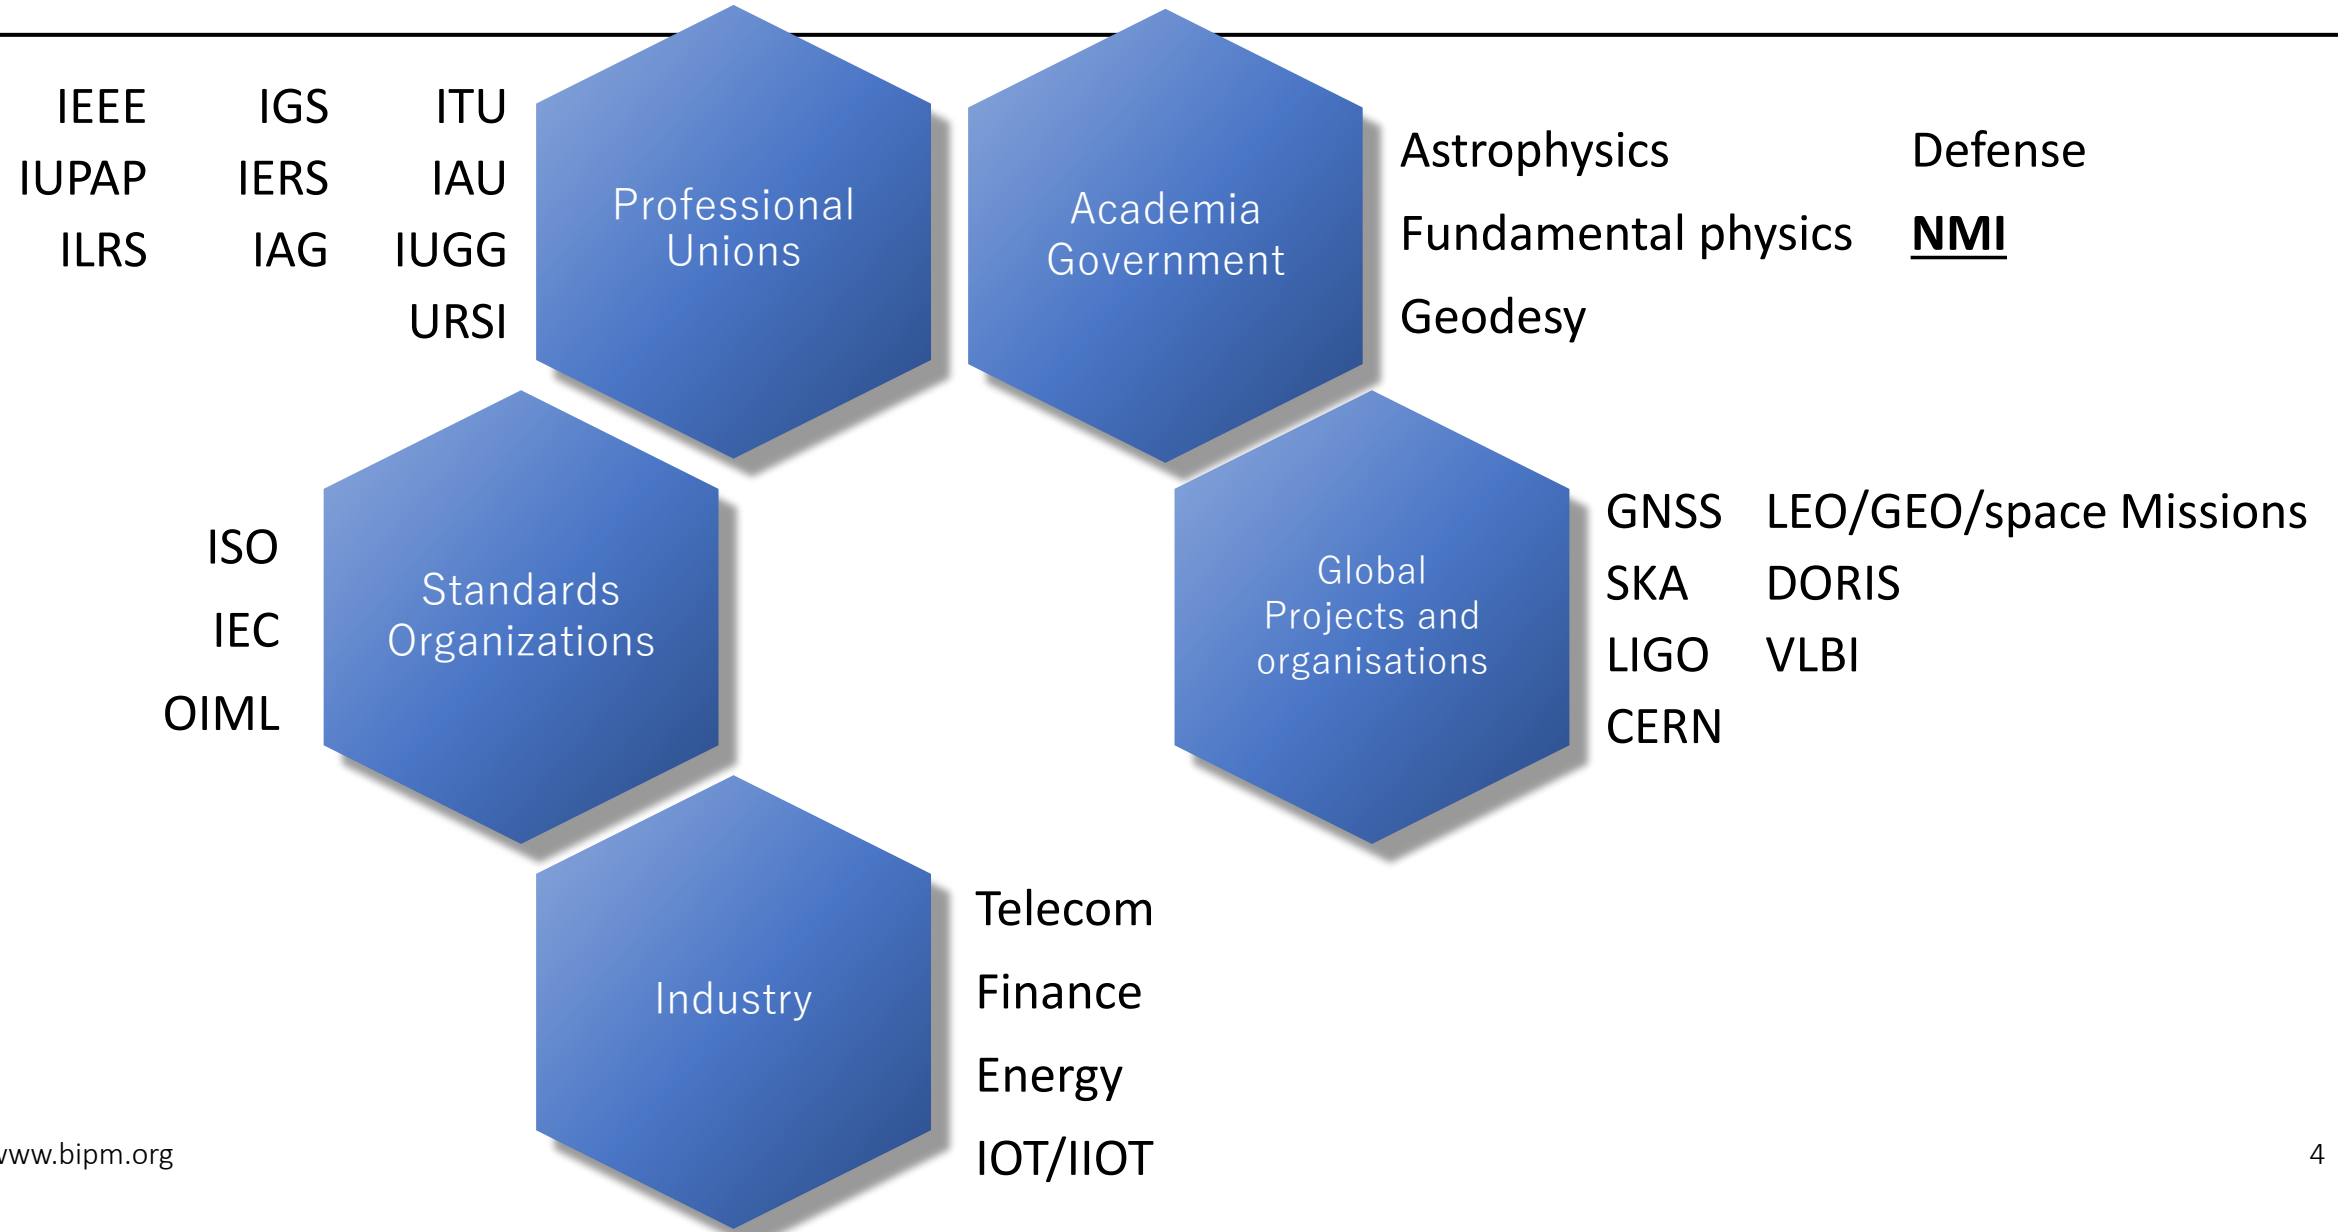 IEEE IGS ITU
IUPAP IERS IAU
ILRS IAG IUGG
URSI
Professional
Unions
Academia
Government
Astrophysics Defense
Fundamental physics NMI
Geodesy
ISO
IEC
OIML
Standards
Organizations
Global
Projects and
organisations
GNSS LEO/GEO/space Missions
SKA DORIS
LIGO VLBI
CERN
Industry
Telecom
Finance
Energy
IOT/IIOT
www.bipm.org
4